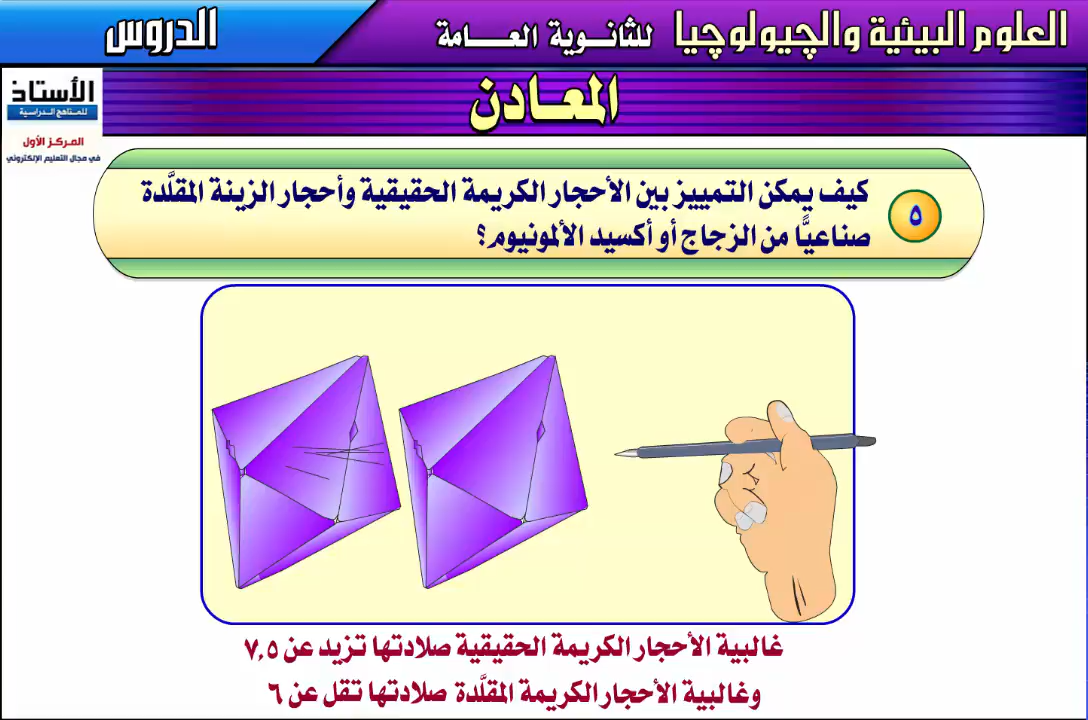 العلوم البيئية والچيولوچيا للثانوية العامة
الدروس
المعادن
الأستاذ
للمناهج الدراسية
المركز الأول
في مجال التعليم الإلكتروني
٥
كيف يمكن التمييز بين الأحجار الكريمة الحقيقية وأحجار الزينة المقلَّدة
صناعيًّا من الزجاج أو أكسيد الألمونيوم؟
غالبية الأحجار الكريمة الحقيقية صلادتها تزيد عن ٧,٥
وغالبية الأحجار الكريمة المقلَّدة صلادتها تقل عن ٦